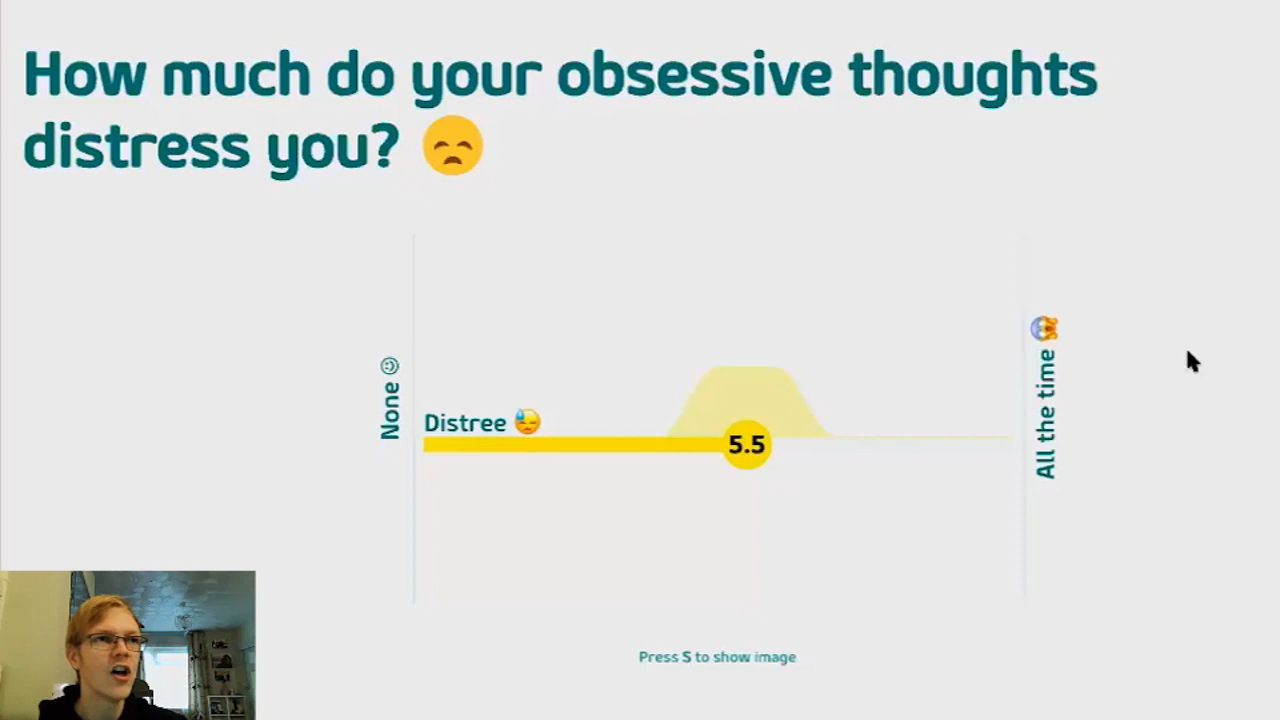 How much do your obsessive thoughts
distress you? 😞
None ☺
Distree 😓
5.5
All the time 😱
Press S to show image